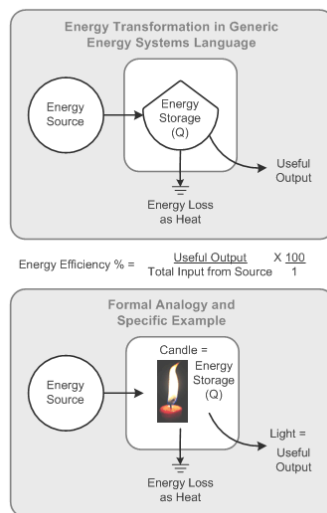 Energy Transformation in Generic
Energy Systems Language
Energy
Source
Energy
Storage
(Q)
Useful
Output
Energy Loss
as Heat
Energy Efficiency % = Useful Output X 100
Total Input from Source 1
Formal Analogy and
Specific Example
Candle =
Energy
Source
Energy
Storage
(Q)
Light =
Useful
Output
Energy Loss
as Heat